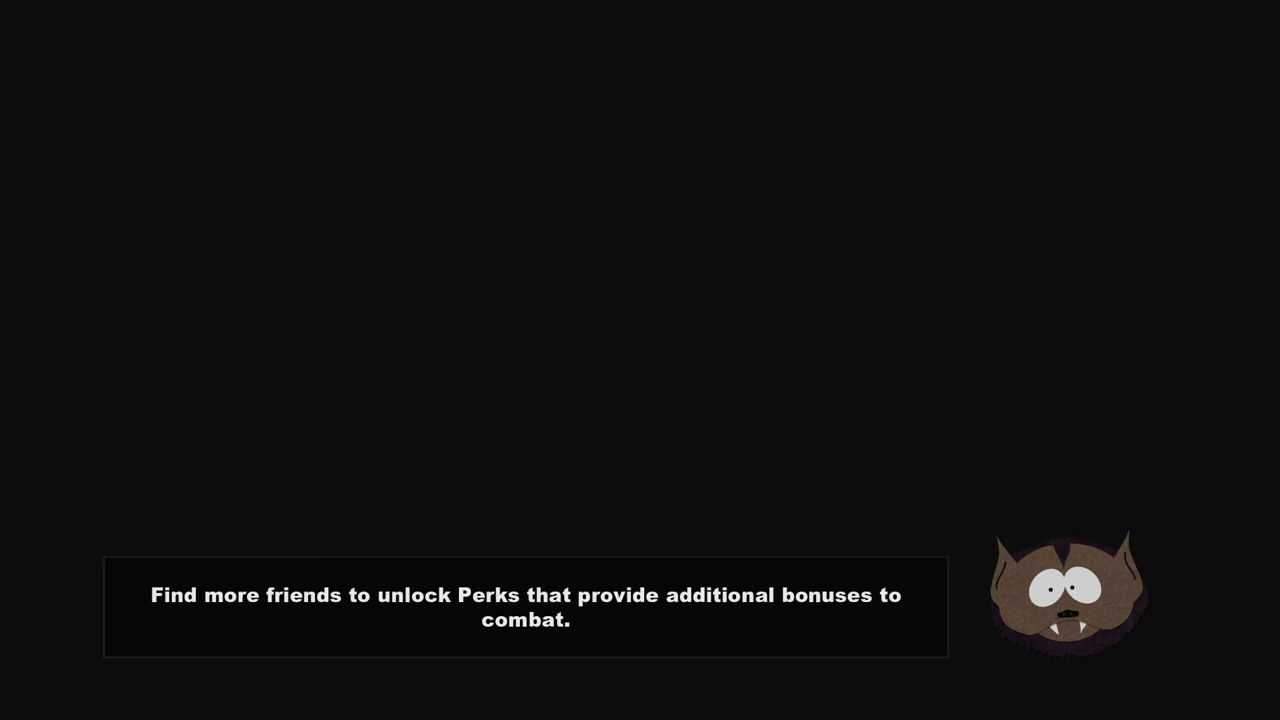 Find more friends to unlock Perks that provide additional bonuses to
combat.